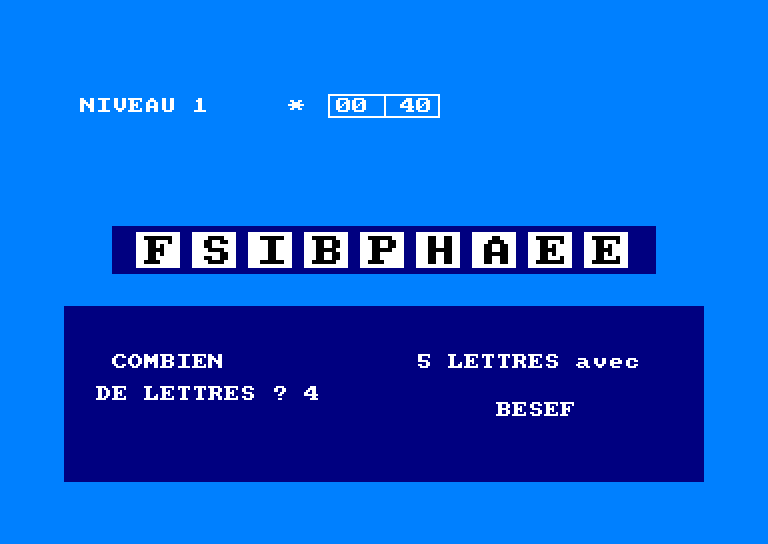 NIVEAU 1 * 00 40
F S I B P H A E E
COMBIEN
DE LETTRES ? 4
5 LETTRES avec
BESEF